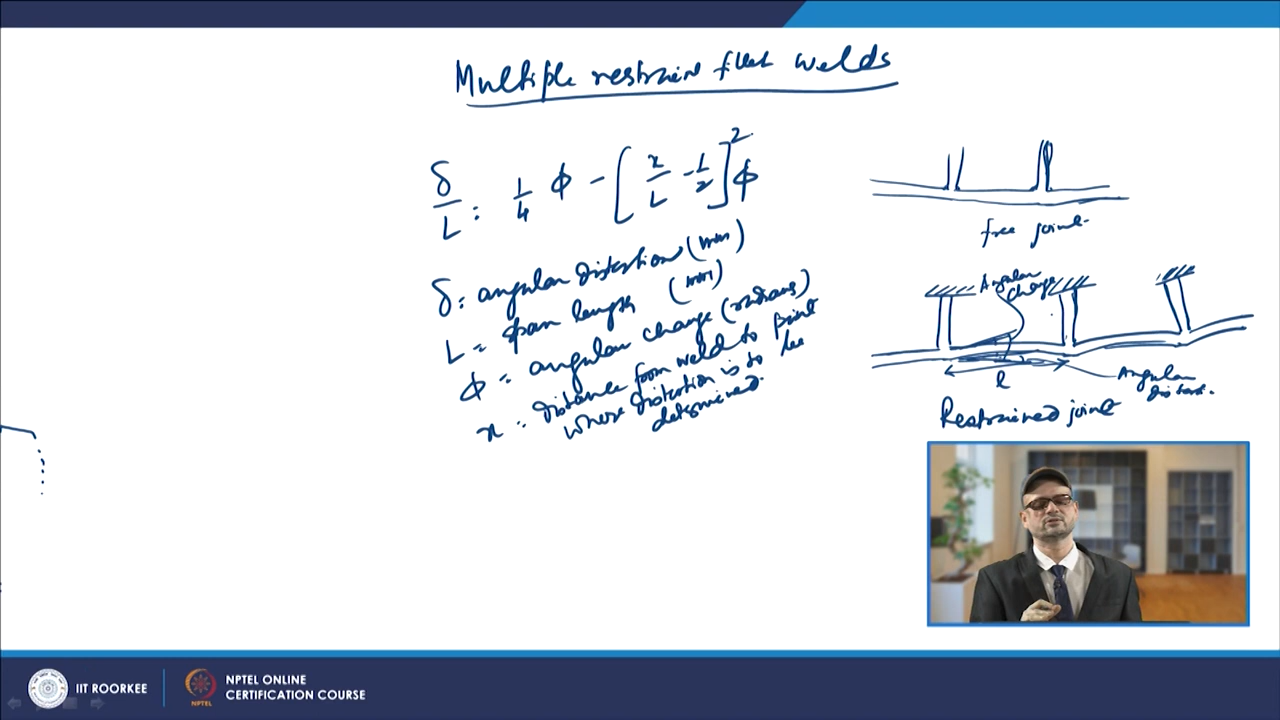 Multiple restrain fillet welds
δ/L = 1/4 ϕ - [x/L - 1/2]² ϕ
δ = angular distortion (mm)
L = span length (mm)
ϕ = angular change (radians)
x = distance from weld to point
where distortion is to be
determined.
free joint.
Angular
change
l
Angular
distort.
Restrained joint
IIT ROORKEE
NPTEL
NPTEL ONLINE
CERTIFICATION COURSE